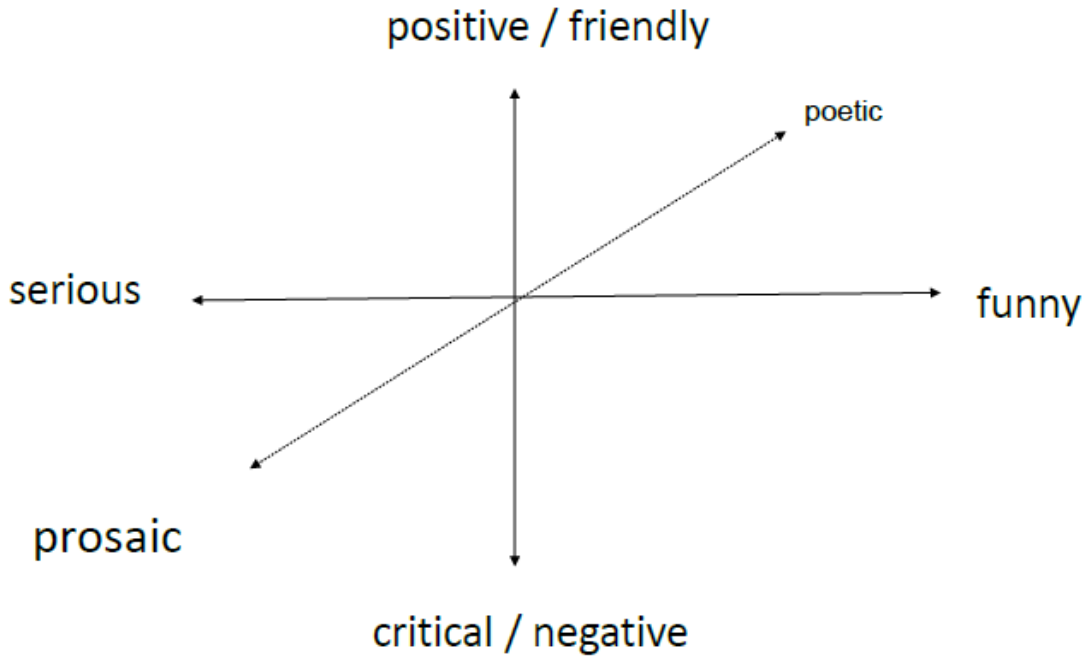 positive / friendly
poetic
serious
funny
prosaic
critical / negative